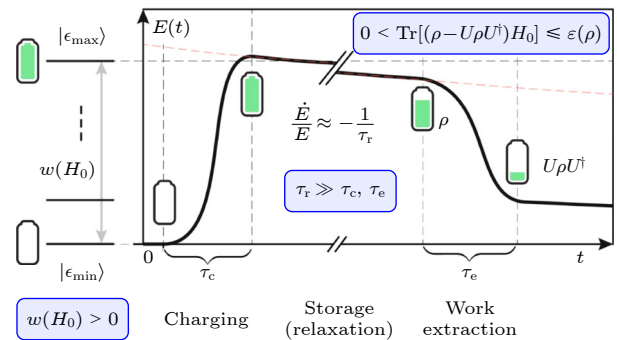 |ϵmax⟩
E(t)
0 < Tr[(ρ−UρU†)H0] ⩽ ε(ρ)
Ė/E ≈ − 1/τr
ρ
w(H0)
τr ≫ τc, τe
UρU†
|ϵmin⟩
0
τc
τe
t
w(H0) > 0
Charging
Storage
(relaxation)
Work
extraction